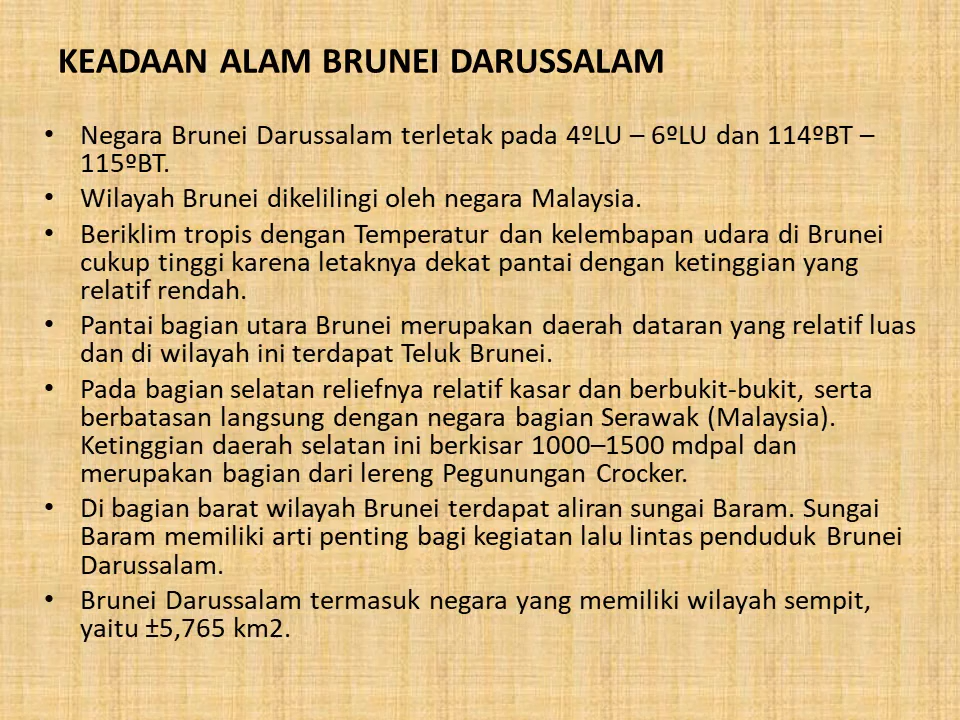 KEADAAN ALAM BRUNEI DARUSSALAM
• Negara Brunei Darussalam terletak pada 4ºLU – 6ºLU dan 114ºBT –
115ºBT.
• Wilayah Brunei dikelilingi oleh negara Malaysia.
• Beriklim tropis dengan Temperatur dan kelembapan udara di Brunei
cukup tinggi karena letaknya dekat pantai dengan ketinggian yang
relatif rendah.
• Pantai bagian utara Brunei merupakan daerah dataran yang relatif luas
dan di wilayah ini terdapat Teluk Brunei.
• Pada bagian selatan reliefnya relatif kasar dan berbukit-bukit, serta
berbatasan langsung dengan negara bagian Serawak (Malaysia).
Ketinggian daerah selatan ini berkisar 1000–1500 mdpal dan
merupakan bagian dari lereng Pegunungan Crocker.
• Di bagian barat wilayah Brunei terdapat aliran sungai Baram. Sungai
Baram memiliki arti penting bagi kegiatan lalu lintas penduduk Brunei
Darussalam.
• Brunei Darussalam termasuk negara yang memiliki wilayah sempit,
yaitu ±5,765 km2.